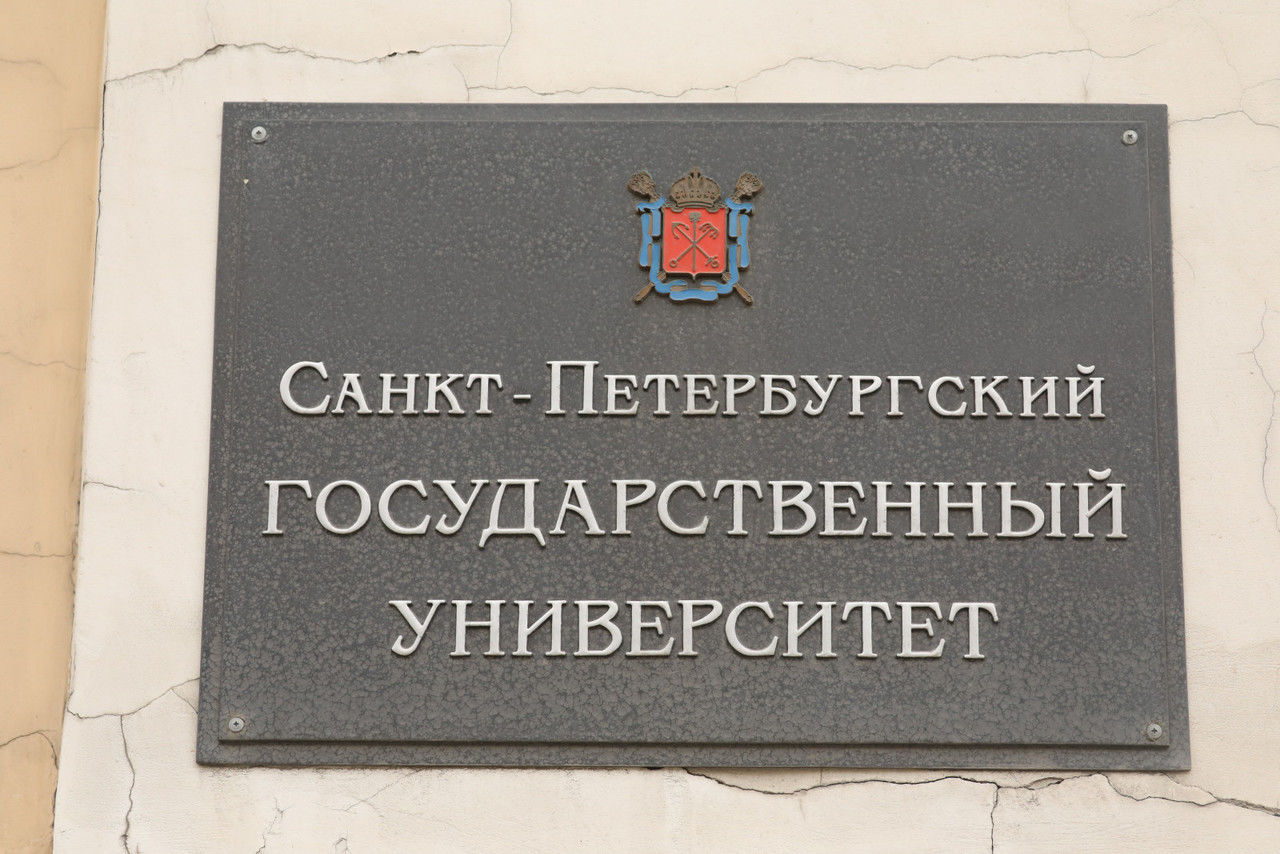 Санкт-Петербургский
государственный
университет